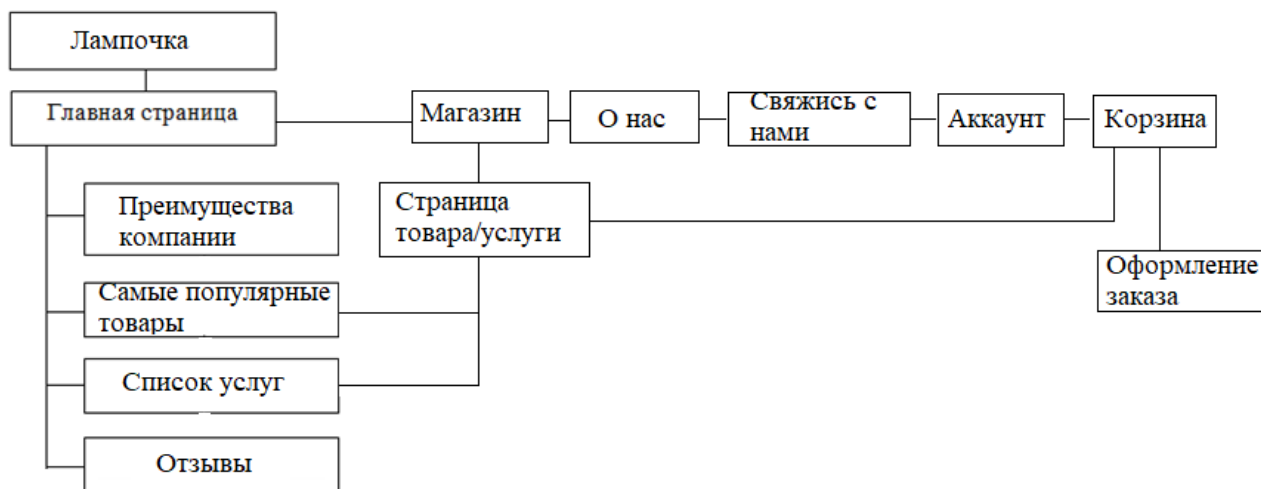 Лампочка
Главная страница
Магазин
О нас
Свяжись с
нами
Аккаунт
Корзина
Преимущества
компании
Страница
товара/услуги
Самые популярные
товары
Оформление
заказа
Список услуг
Отзывы